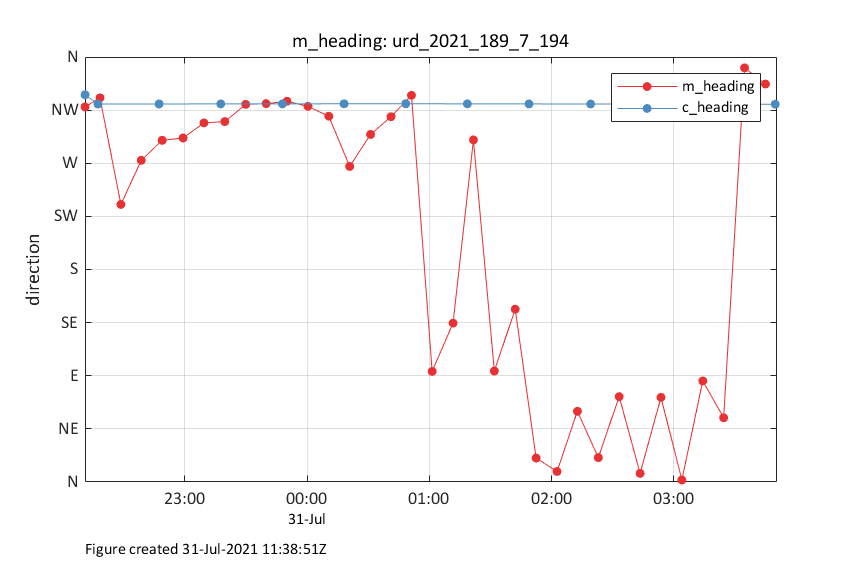 m_heading: urd_2021_189_7_194
N
NW
W
SW
S
SE
E
NE
N
direction
m_heading
c_heading
23:00 00:00 01:00 02:00 03:00
31-Jul
Figure created 31-Jul-2021 11:38:51Z